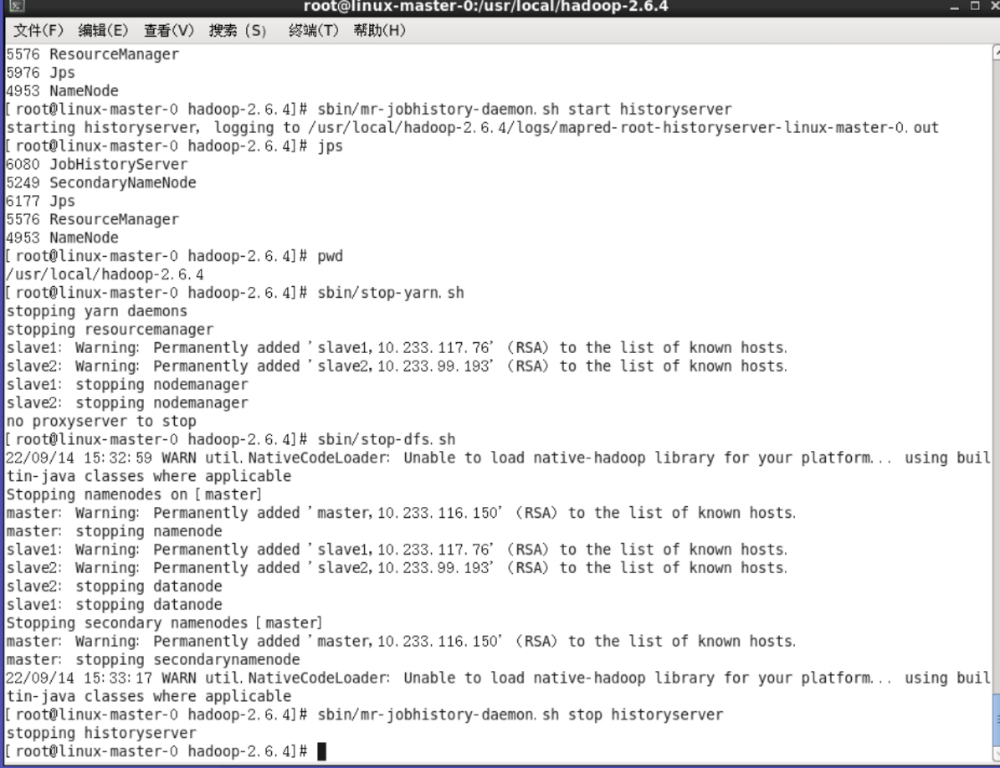 root@linux-master-0:/usr/local/hadoop-2.6.4
文件(F) 编辑(E) 查看(V) 搜索 (S) 终端(T) 帮助(H)
5576 ResourceManager
5976 Jps
4953 NameNode
[root@linux-master-0 hadoop-2.6.4]# sbin/mr-jobhistory-daemon.sh start historyserver
starting historyserver, logging to /usr/local/hadoop-2.6.4/logs/mapred-root-historyserver-linux-master-0.out
[root@linux-master-0 hadoop-2.6.4]# jps
6080 JobHistoryServer
5249 SecondaryNameNode
6177 Jps
5576 ResourceManager
4953 NameNode
[root@linux-master-0 hadoop-2.6.4]# pwd
/usr/local/hadoop-2.6.4
[root@linux-master-0 hadoop-2.6.4]# sbin/stop-yarn.sh
stopping yarn daemons
stopping resourcemanager
slave1: Warning: Permanently added 'slave1,10.233.117.76' (RSA) to the list of known hosts.
slave2: Warning: Permanently added 'slave2,10.233.99.193' (RSA) to the list of known hosts.
slave1: stopping nodemanager
slave2: stopping nodemanager
no proxyserver to stop
[root@linux-master-0 hadoop-2.6.4]# sbin/stop-dfs.sh
22/09/14 15:32:59 WARN util.NativeCodeLoader: Unable to load native-hadoop library for your platform... using buil
tin-java classes where applicable
Stopping namenodes on [master]
master: Warning: Permanently added 'master,10.233.116.150' (RSA) to the list of known hosts.
master: stopping namenode
slave1: Warning: Permanently added 'slave1,10.233.117.76' (RSA) to the list of known hosts.
slave2: Warning: Permanently added 'slave2,10.233.99.193' (RSA) to the list of known hosts.
slave2: stopping datanode
slave1: stopping datanode
Stopping secondary namenodes [master]
master: Warning: Permanently added 'master,10.233.116.150' (RSA) to the list of known hosts.
master: stopping secondarynamenode
22/09/14 15:33:17 WARN util.NativeCodeLoader: Unable to load native-hadoop library for your platform... using buil
tin-java classes where applicable
[root@linux-master-0 hadoop-2.6.4]# sbin/mr-jobhistory-daemon.sh stop historyserver
stopping historyserver
[root@linux-master-0 hadoop-2.6.4]#